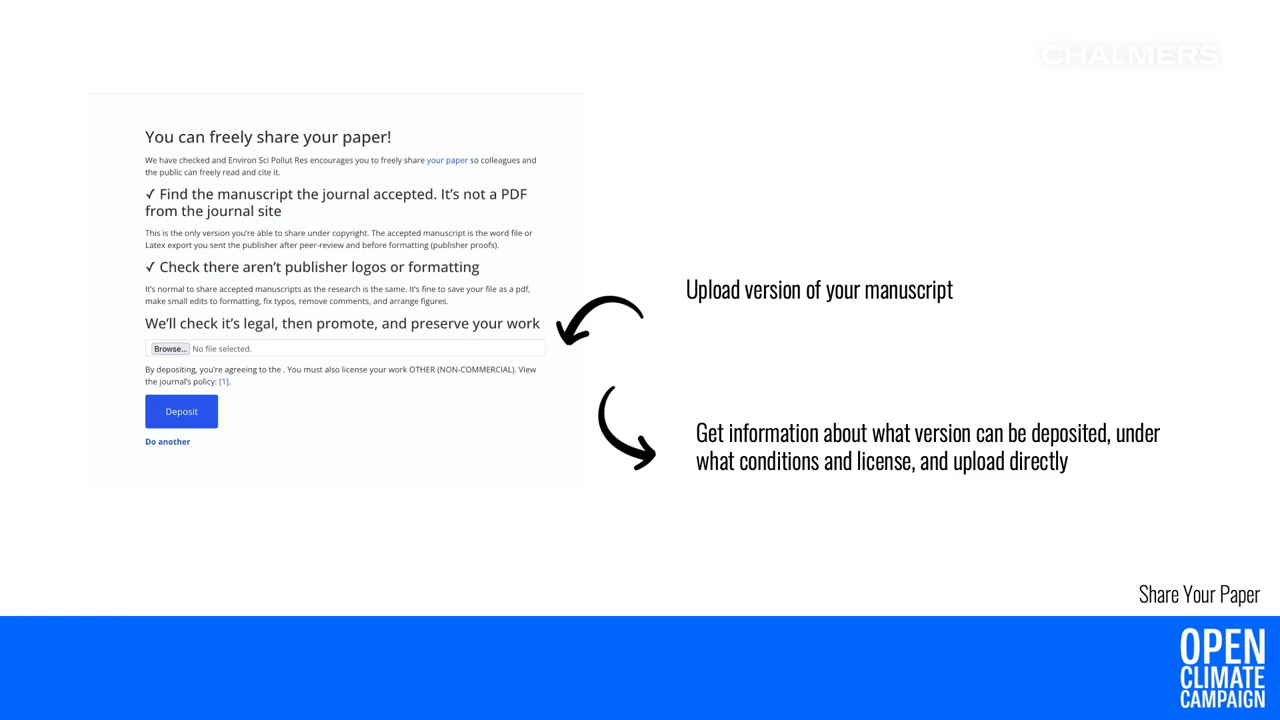 CHALMERS
You can freely share your paper!
We have checked and Environ Sci Pollut Res encourages you to freely share your paper so colleagues and
the public can freely read and cite it.
✓ Find the manuscript the journal accepted. It's not a PDF
from the journal site
This is the only version you're able to share under copyright. The accepted manuscript is the word file or
Latex export you sent the publisher after peer-review and before formatting (publisher proofs).
✓ Check there aren't publisher logos or formatting
It's normal to share accepted manuscripts as the research is the same. It's fine to save your file as a pdf,
make small edits to formatting, fix typos, remove comments, and arrange figures.
We'll check it's legal, then promote, and preserve your work
Browse... No file selected.
By depositing, you're agreeing to the . You must also license your work OTHER (NON-COMMERCIAL). View
the journal's policy: [1].
Deposit
Do another
Upload version of your manuscript
Get information about what version can be deposited, under
what conditions and license, and upload directly
Share Your Paper
OPEN
CLIMATE
CAMPAIGN